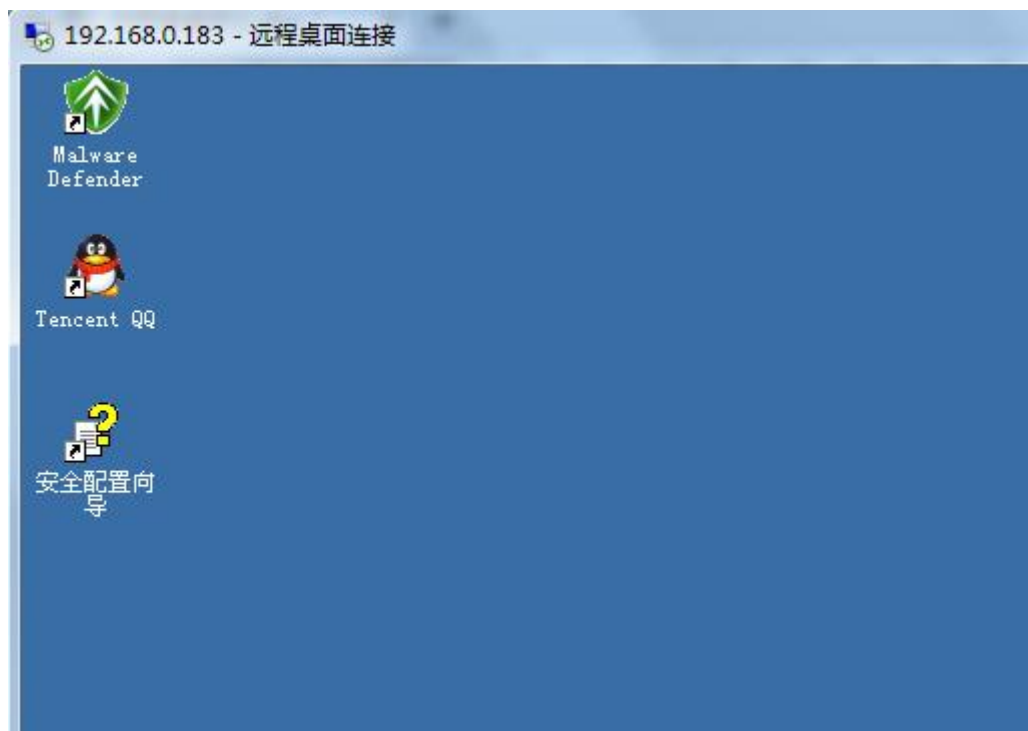 192.168.0.183 - 远程桌面连接
Malware
Defender
Tencent QQ
安全配置向
导